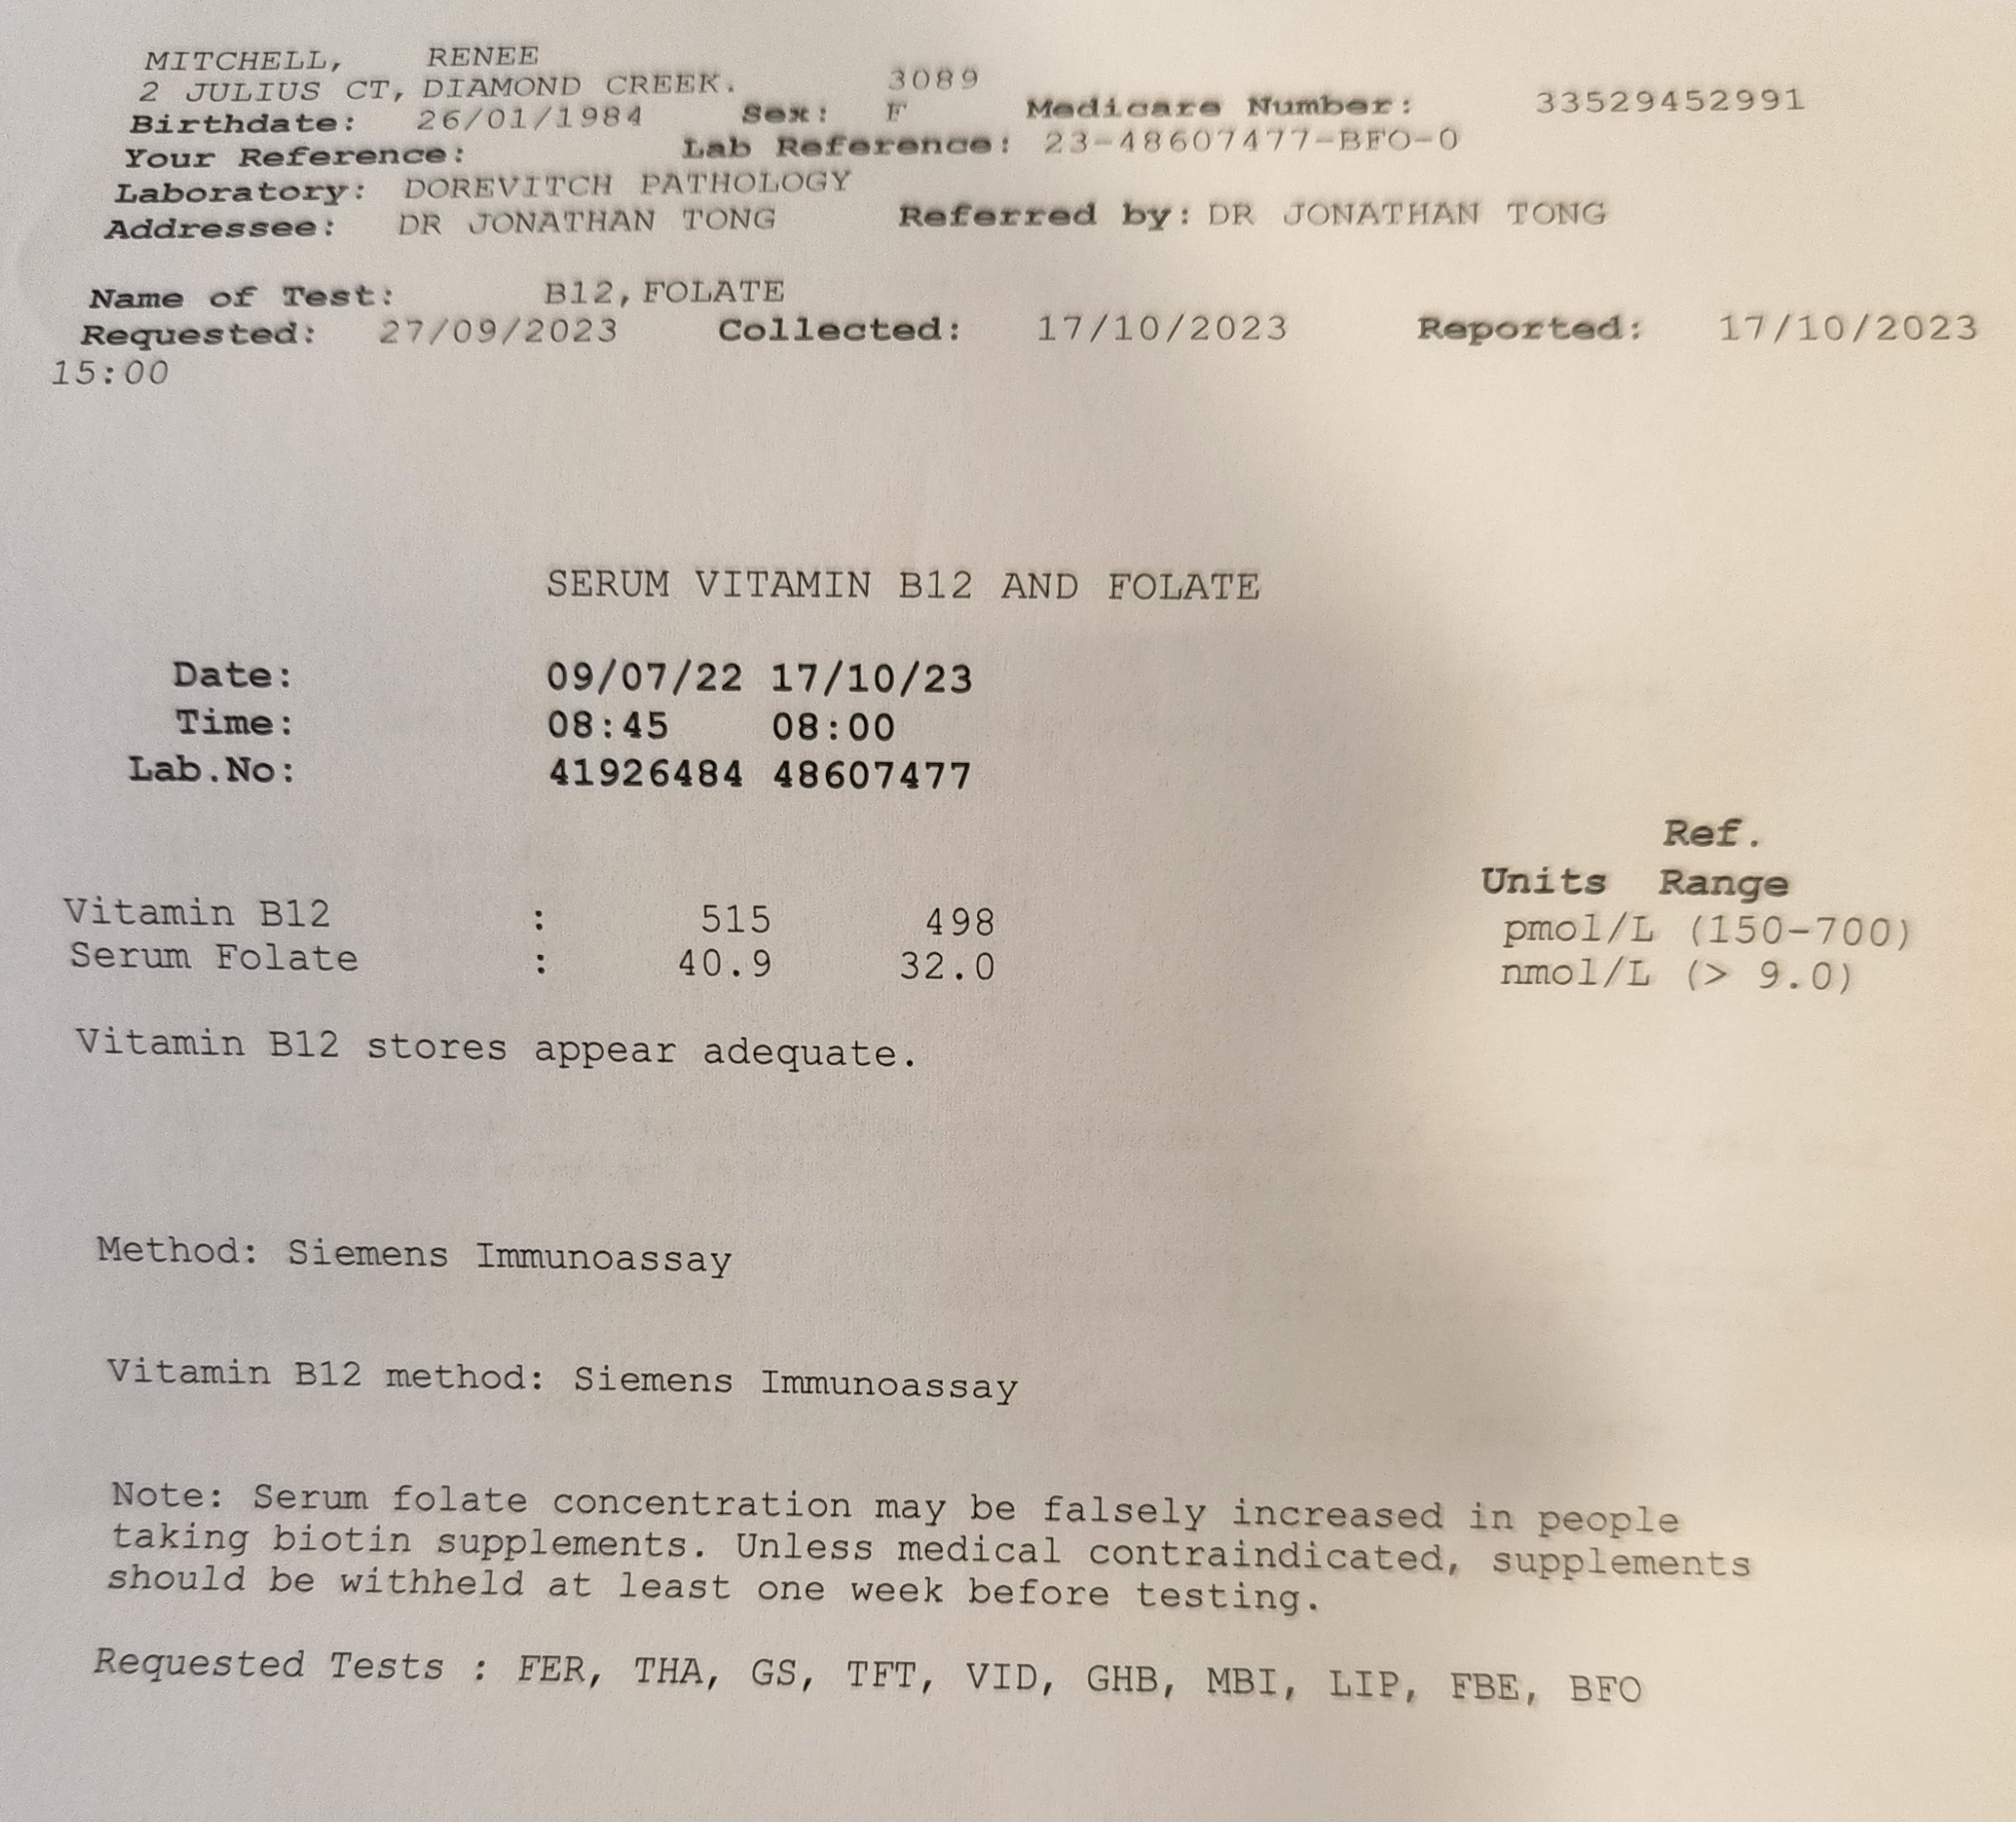 MITCHELL, RENEE
2 JULIUS CT, DIAMOND CREEK. 3089
Birthdate: 26/01/1984 Sex: F Medicare Number: 33529452991
Your Reference: Lab Reference: 23-48607477-BFO-0
Laboratory: DOREVITCH PATHOLOGY
Addressee: DR JONATHAN TONG Referred by: DR JONATHAN TONG
Name of Test: B12, FOLATE
Requested: 27/09/2023 Collected: 17/10/2023 Reported: 17/10/2023
15:00
SERUM VITAMIN B12 AND FOLATE
Date: 09/07/22 17/10/23
Time: 08:45 08:00
Lab.No: 41926484 48607477
Ref.
Units Range
Vitamin B12 : 515 498 pmol/L (150-700)
Serum Folate : 40.9 32.0 nmol/L (> 9.0)
Vitamin B12 stores appear adequate.
Method: Siemens Immunoassay
Vitamin B12 method: Siemens Immunoassay
Note: Serum folate concentration may be falsely increased in people
taking biotin supplements. Unless medical contraindicated, supplements
should be withheld at least one week before testing.
Requested Tests : FER, THA, GS, TFT, VID, GHB, MBI, LIP, FBE, BFO